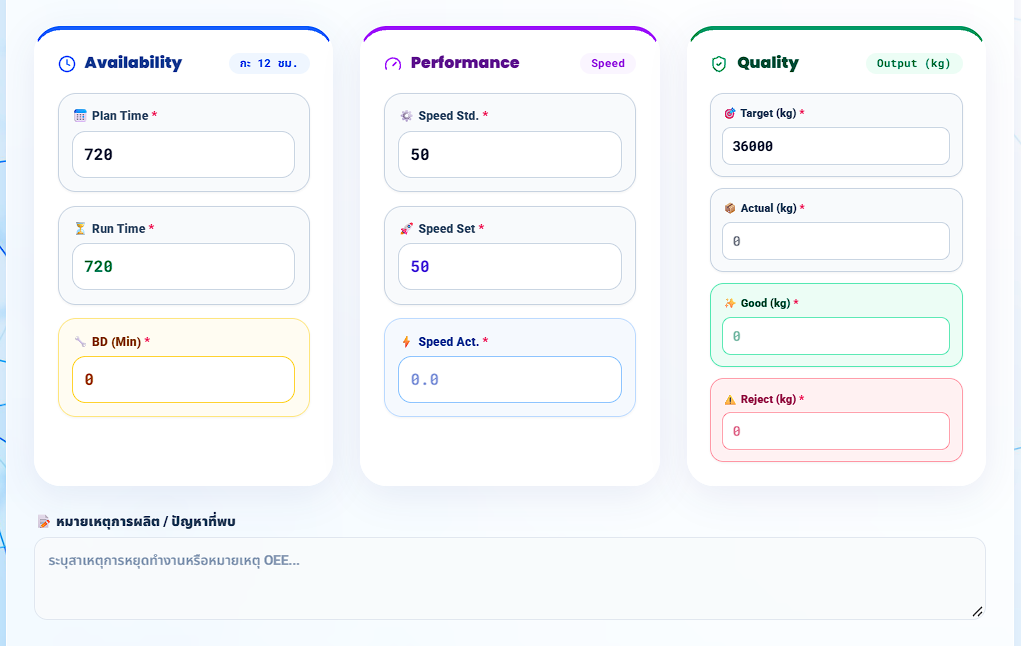 Availability
กะ 12 ชม.
Plan Time *
720
Run Time *
720
BD (Min) *
0
Performance
Speed
Speed Std. *
50
Speed Set *
50
Speed Act. *
0.0
Quality
Output (kg)
Target (kg) *
36000
Actual (kg) *
0
Good (kg) *
0
Reject (kg) *
0
หมายเหตุการผลิต / ปัญหาที่พบ
ระบุสาเหตุการหยุดทำงานหรือหมายเหตุ OEE...